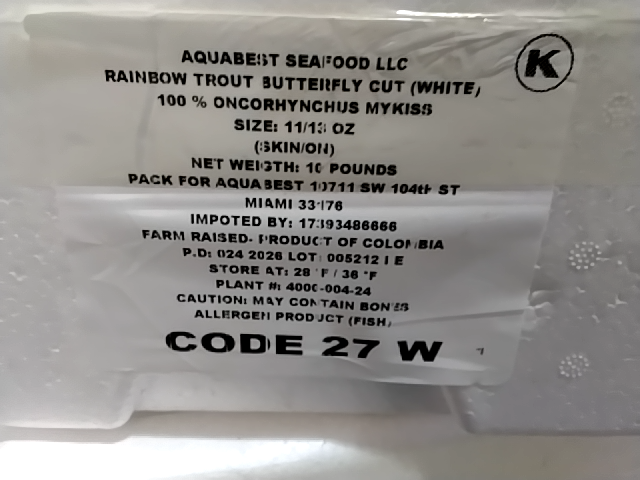 K
AQUABEST SEAFOOD LLC
RAINBOW TROUT BUTTERFLY CUT (WHITE)
100 % ONCORHYNCHUS MYKISS
SIZE: 11/13 OZ
(SKIN/ON)
NET WEIGTH: 10 POUNDS
PACK FOR AQUABEST 10711 SW 104th ST
MIAMI 33176
IMPOTED BY: 17393486666
FARM RAISED- PRODUCT OF COLOMBIA
P.D: 024 2026 LOT: 005212
STORE AT: 28 °F / 36 °F
PLANT #: 4000-004-24
CAUTION: MAY CONTAIN BONES
ALLERGEN PRODUCT (FISH)
CODE 27 W